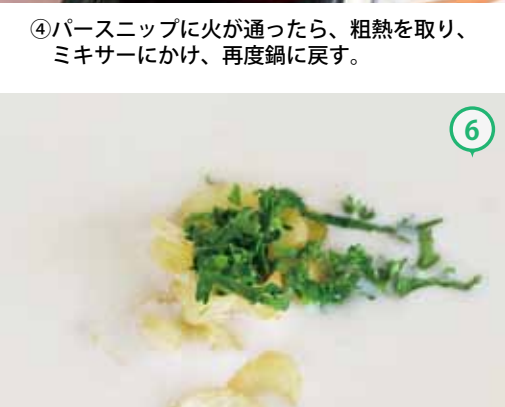 ④パースニップに火が通ったら、粗熱を取り、
ミキサーにかけ、再度鍋に戻す。
6